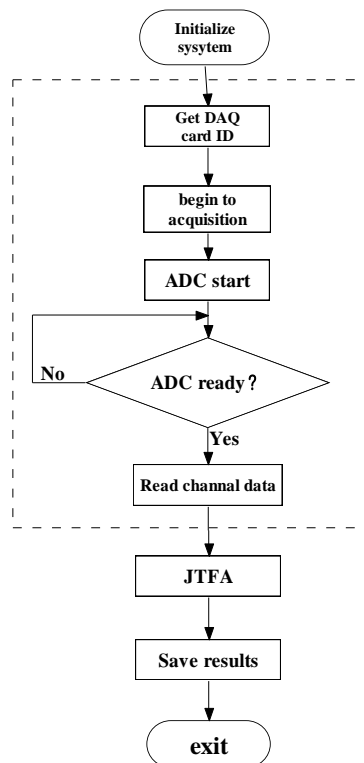 Initialize
sysytem
Get DAQ
card ID
begin to
acquisition
ADC start
No
ADC ready?
Yes
Read channal data
JTFA
Save results
exit